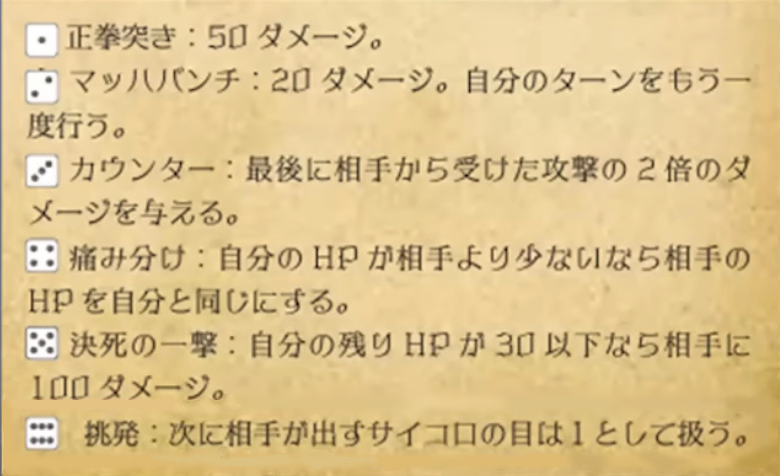 正拳突き：50 ダメージ。
マッハパンチ：20 ダメージ。自分のターンをもう一
度行う。
カウンター：最後に相手から受けた攻撃の 2 倍のダ
メージを与える。
痛み分け：自分の HP が相手より少ないなら相手の
HP を自分と同じにする。
決死の一撃：自分の残り HP が 30 以下なら相手に
100 ダメージ。
挑発：次に相手が出すサイコロの目は 1 として扱う。